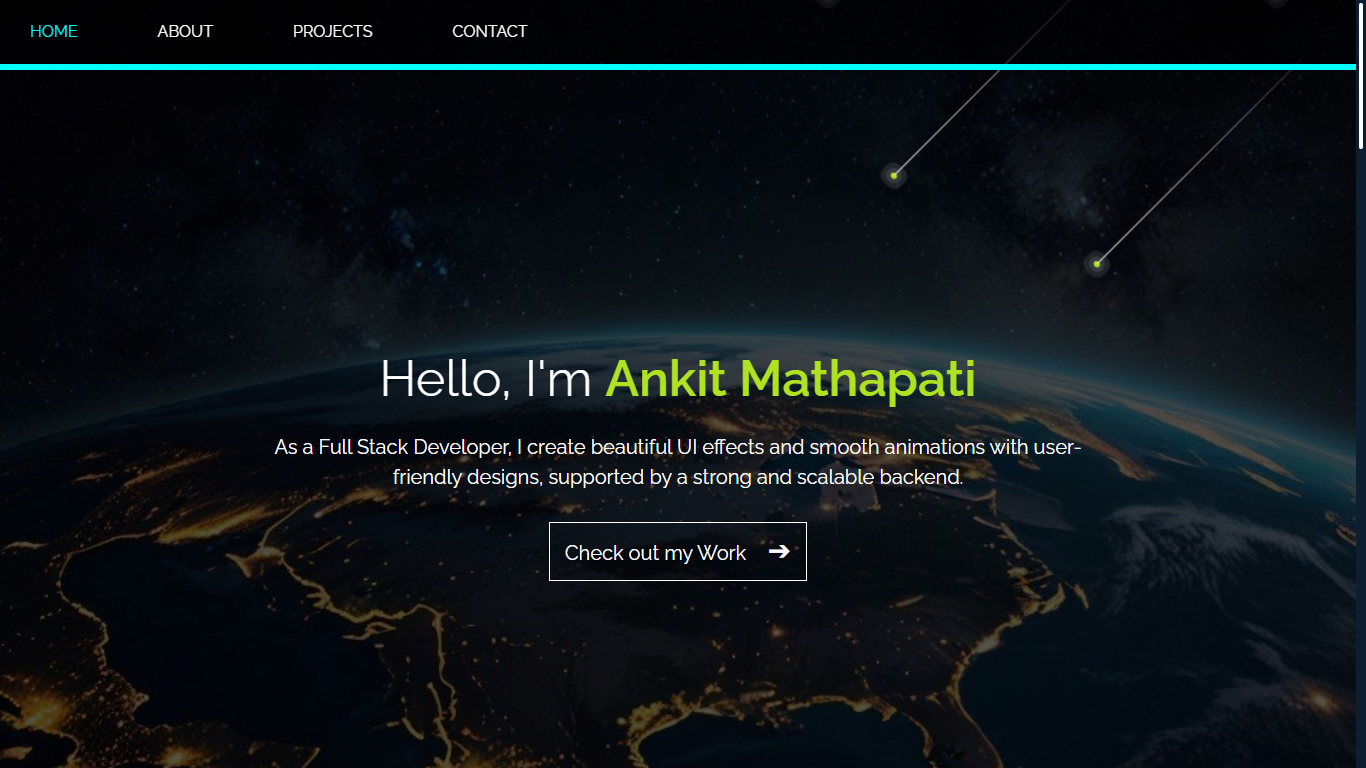 HOME ABOUT PROJECTS CONTACT
Hello, I'm Ankit Mathapati
As a Full Stack Developer, I create beautiful UI effects and smooth animations with user-
friendly designs, supported by a strong and scalable backend.
Check out my Work ➔